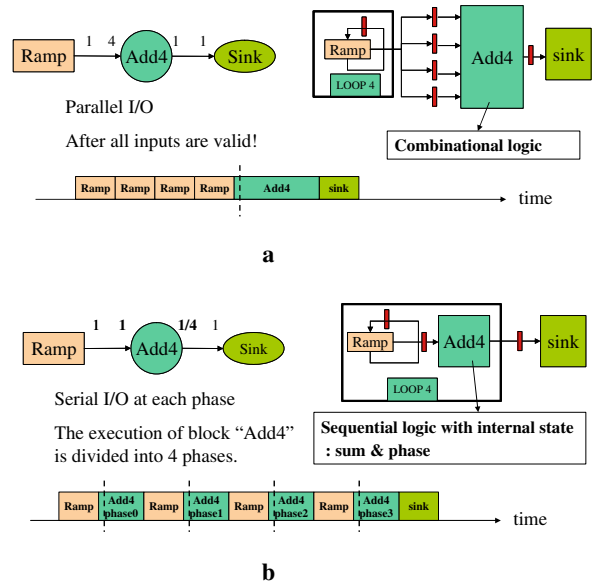 1 4 1 1
Ramp Add4 Sink
Parallel I/O
After all inputs are valid!
Ramp
LOOP 4
Add4
sink
Combinational logic
Ramp Ramp Ramp Ramp Add4 sink
time
a
1 1 1/4 1
Ramp Add4 Sink
Serial I/O at each phase
The execution of block “Add4”
is divided into 4 phases.
Ramp
Add4
sink
LOOP 4
Sequential logic with internal state
: sum & phase
Ramp Add4 Ramp Add4 Ramp Add4 Ramp Add4 sink
phase0 phase1 phase2 phase3
time
b